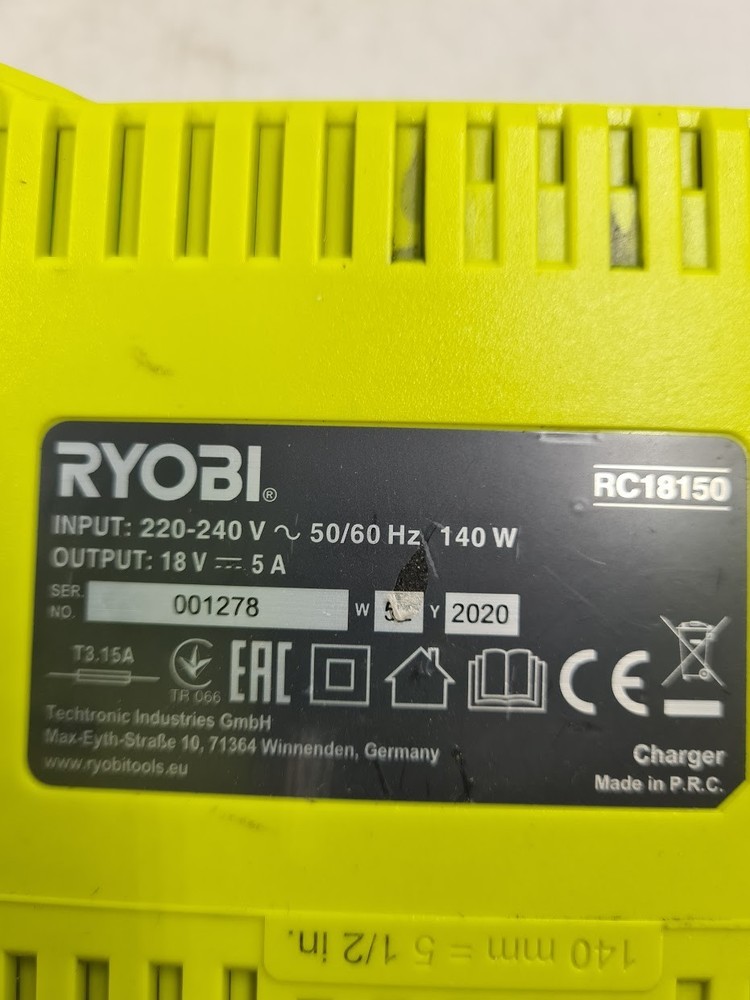 RYOBI®
RC18150
INPUT: 220-240 V ~ 50/60 Hz 140 W
OUTPUT: 18 V ⎓ 5 A
SER. NO. 001278 W Y 2020
T3.15A
TR 066
EAC
CE
Techtronic Industries GmbH
Max-Eyth-Straße 10, 71364 Winnenden, Germany
www.ryobitools.eu
Charger
Made in P.R.C.
140 mm = 5 1/2 in.